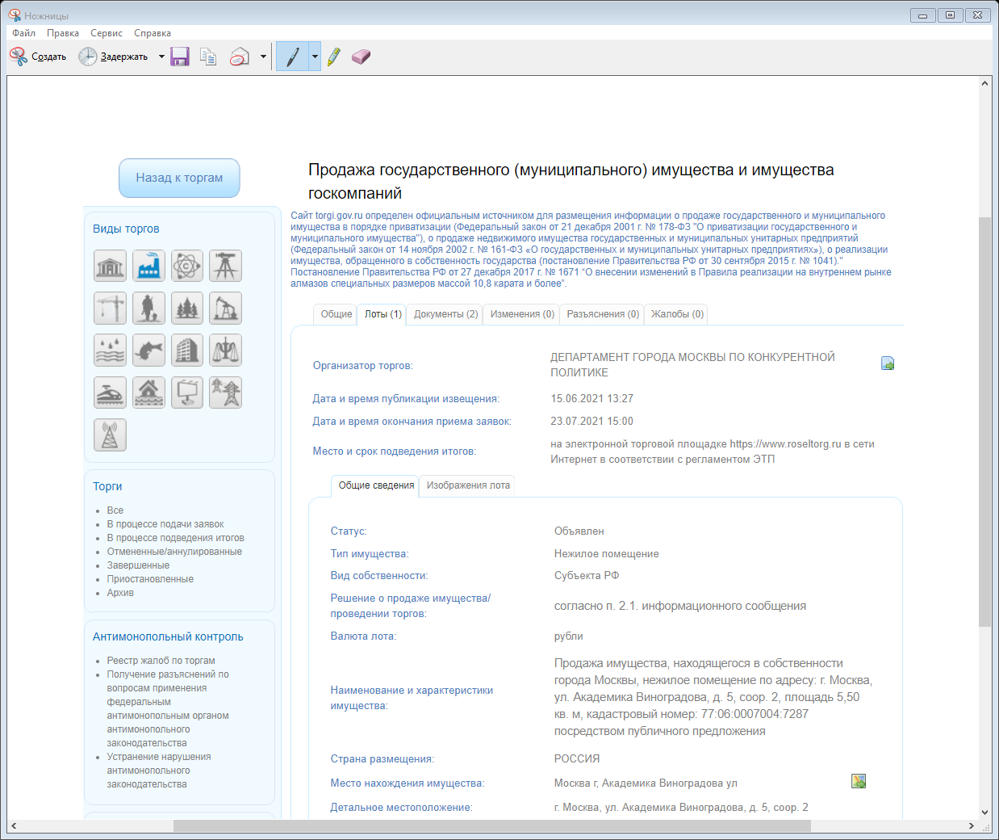 Ножницы
Файл Правка Сервис Справка
Создать Задержать
Назад к торгам
Продажа государственного (муниципального) имущества и имущества
госкомпаний
Сайт torgi.gov.ru определен официальным источником для размещения информации о продаже государственного и муниципального
имущества в порядке приватизации (Федеральный закон от 21 декабря 2001 г. № 178-ФЗ "О приватизации государственного и
муниципального имущества"), о продаже недвижимого имущества государственных и муниципальных унитарных предприятий
(Федеральный закон от 14 ноября 2002 г. № 161-ФЗ «О государственных и муниципальных унитарных предприятиях»), о реализации
имущества, обращенного в собственность государства (постановление Правительства РФ от 30 сентября 2015 г. № 1041)."
Постановление Правительства РФ от 27 декабря 2017 г. № 1671 “О внесении изменений в Правила реализации на внутреннем рынке
алмазов специальных размеров массой 10,8 карата и более”.
Виды торгов
Торги
Все
В процессе подачи заявок
В процессе подведения итогов
Отмененные/аннулированные
Завершенные
Приостановленные
Архив
Антимонопольный контроль
Реестр жалоб по торгам
Получение разъяснений по
вопросам применения
федеральным
антимонопольным органом
антимонопольного
законодательства
Устранение нарушения
антимонопольного
законодательства
Общие Лоты (1) Документы (2) Изменения (0) Разъяснения (0) Жалобы (0)
Организатор торгов: ДЕПАРТАМЕНТ ГОРОДА МОСКВЫ ПО КОНКУРЕНТНОЙ
ПОЛИТИКЕ
Дата и время публикации извещения: 15.06.2021 13:27
Дата и время окончания приема заявок: 23.07.2021 15:00
Место и срок подведения итогов: на электронной торговой площадке https://www.roseltorg.ru в сети
Интернет в соответствии с регламентом ЭТП
Общие сведения Изображения лота
Статус: Объявлен
Тип имущества: Нежилое помещение
Вид собственности: Субъекта РФ
Решение о продаже имущества/
проведении торгов: согласно п. 2.1. информационного сообщения
Валюта лота: рубли
Наименование и характеристики
имущества:
Продажа имущества, находящегося в собственности
города Москвы, нежилое помещение по адресу: г. Москва,
ул. Академика Виноградова, д. 5, соор. 2, площадь 5,50
кв. м, кадастровый номер: 77:06:0007004:7287
посредством публичного предложения
Страна размещения: РОССИЯ
Место нахождения имущества: Москва г, Академика Виноградова ул
Детальное местоположение: г. Москва, ул. Академика Виноградова, д. 5, соор. 2